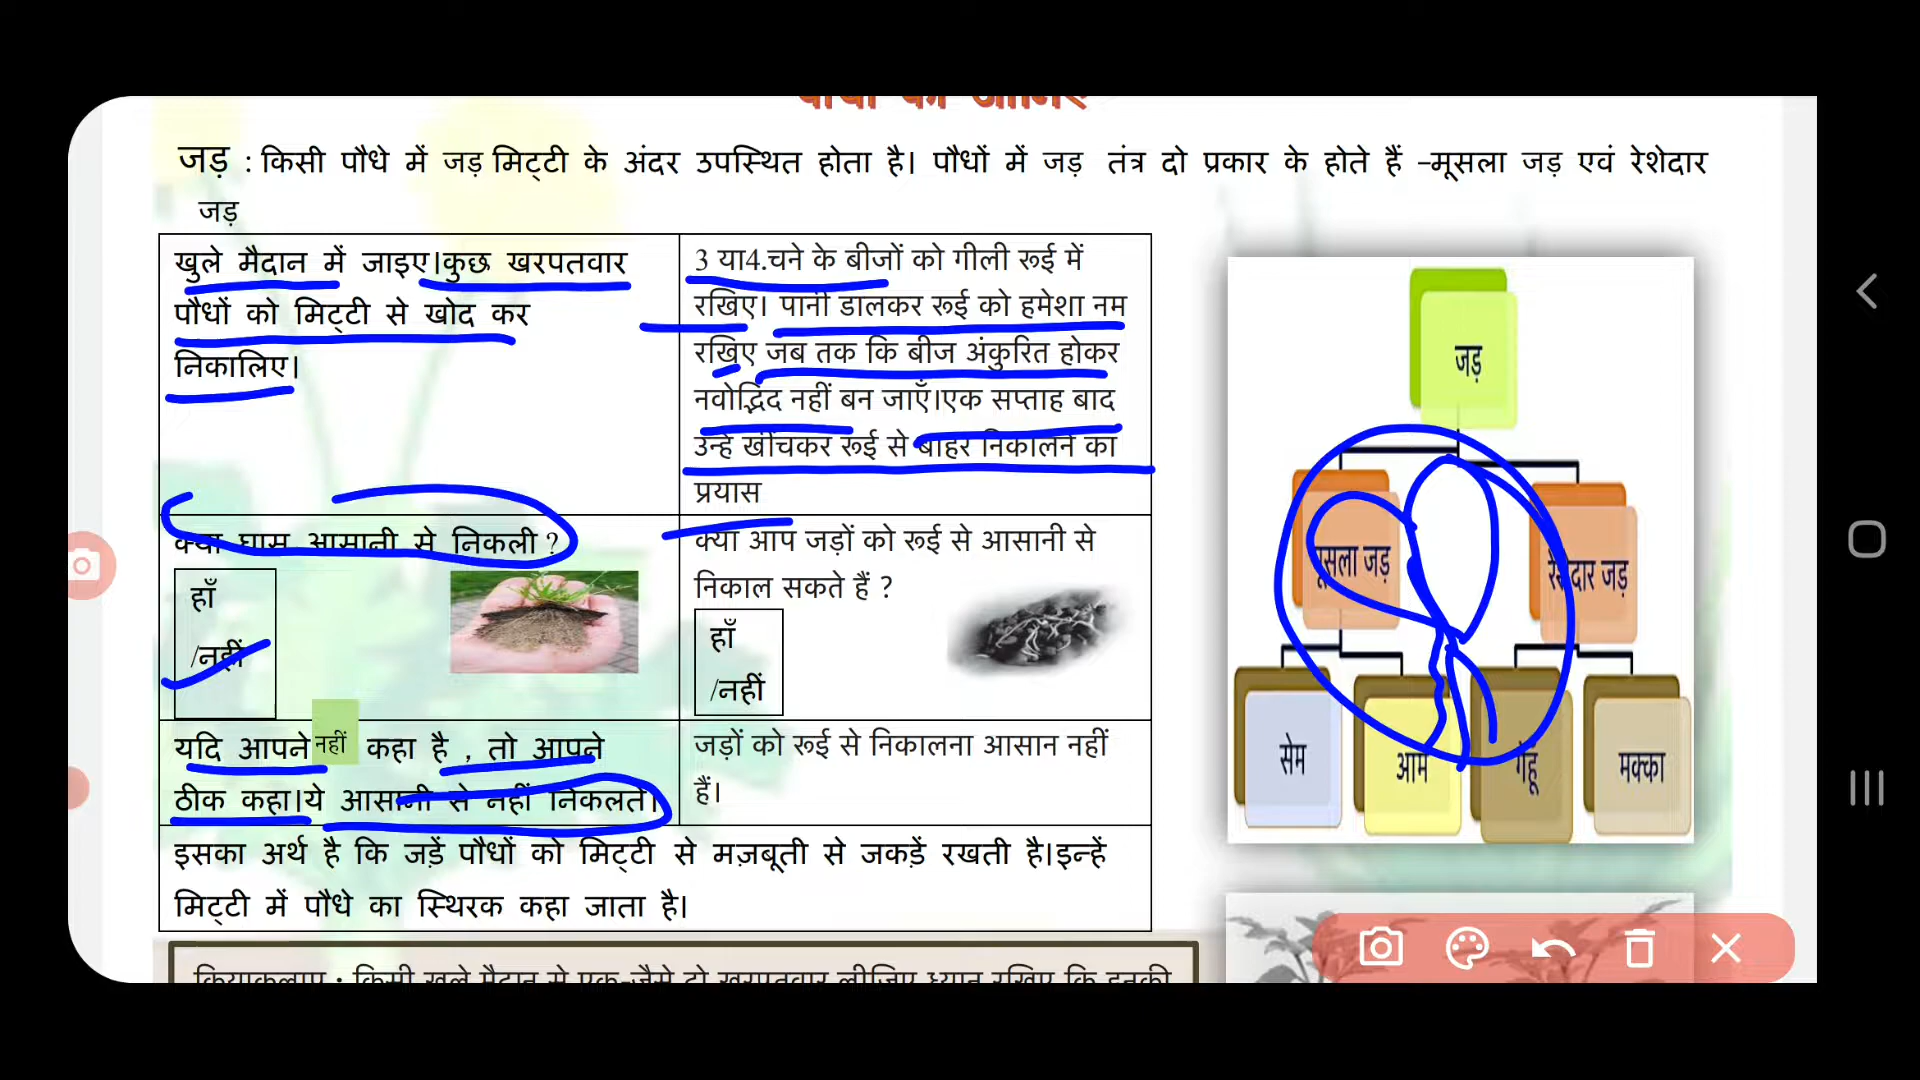 जड़ : किसी पौधे में जड़ मिट्टी के अंदर उपस्थित होता है। पौधों में जड़ तंत्र दो प्रकार के होते हैं –मूसला जड़ एवं रेशेदार
जड़
खुले मैदान में जाइए।कुछ खरपतवार
पौधों को मिट्टी से खोद कर
निकालिए।
3 या4.चने के बीजों को गीली रूई में
रखिए। पानी डालकर रूई को हमेशा नम
रखिए जब तक कि बीज अंकुरित होकर
नवोद्भिद नहीं बन जाएँ।एक सप्ताह बाद
उन्हे खींचकर रूई से बाहर निकालने का
प्रयास
क्या घास आसानी से निकली ?
हाँ
/नहीं
क्या आप जड़ों को रूई से आसानी से
निकाल सकते हैं ?
हाँ
/नहीं
यदि आपने नहीं कहा है , तो आपने
ठीक कहा।ये आसानी से नहीं निकलते।
जड़ों को रूई से निकालना आसान नहीं
हैं।
इसका अर्थ है कि जड़ें पौधों को मिट्टी से मज़बूती से जकड़ें रखती है।इन्हें
मिट्टी में पौधे का स्थिरक कहा जाता है।
जड़
मूसला जड़
रेशेदार जड़
सेम
आम
गेहूँ
मक्का